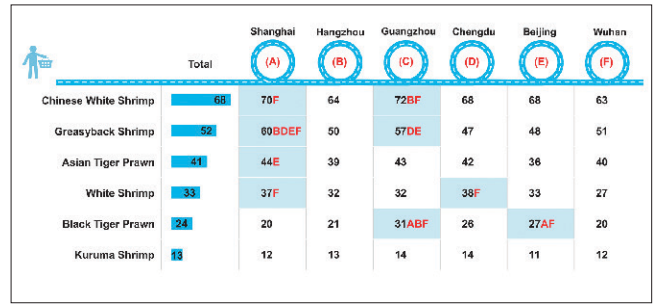 Shanghai Hangzhou Guangzhou Chengdu Beijing Wuhan
Total (A) (B) (C) (D) (E) (F)
Chinese White Shrimp 68 70F 64 72BF 68 68 63
Greasyback Shrimp 52 60BDEF 50 57DE 47 48 51
Asian Tiger Prawn 41 44E 39 43 42 36 40
White Shrimp 33 37F 32 32 38F 33 27
Black Tiger Prawn 24 20 21 31ABF 26 27AF 20
Kuruma Shrimp 13 12 13 14 14 11 12